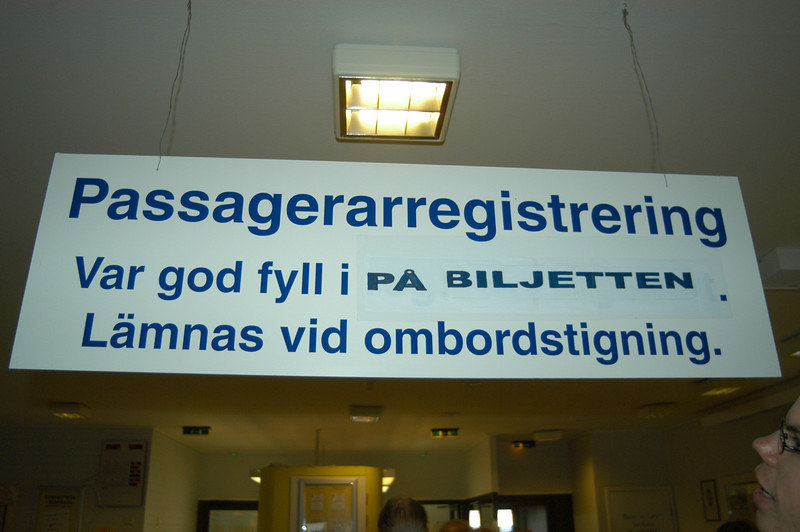 Passagerarregistrering
Var god fyll i PÅ BILJETTEN.
Lämnas vid ombordstigning.